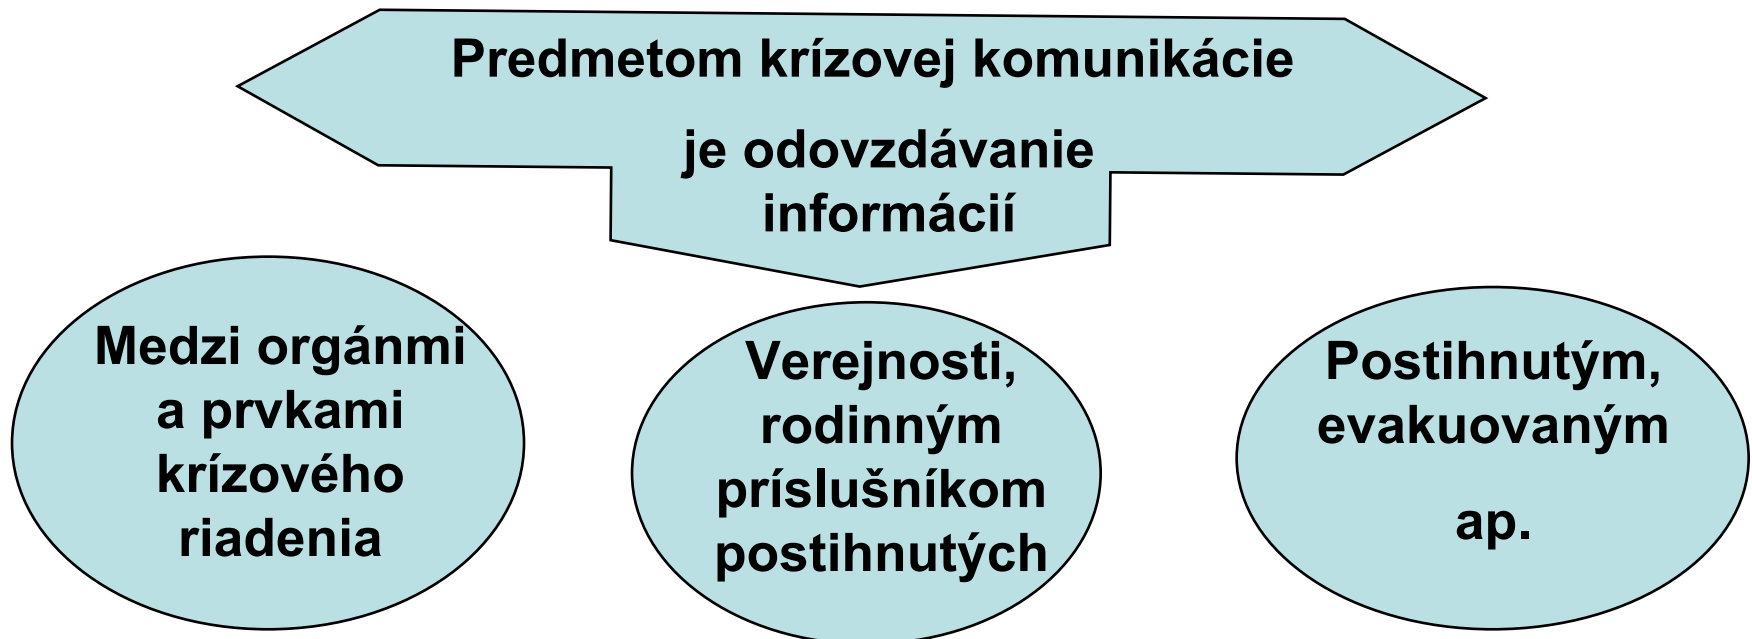 Predmetom krízovej komunikácie
je odovzdávanie
informácií
Medzi orgánmi
a prvkami
krízového
riadenia
Verejnosti,
rodinným
príslušníkom
postihnutých
Postihnutým,
evakuovaným
ap.